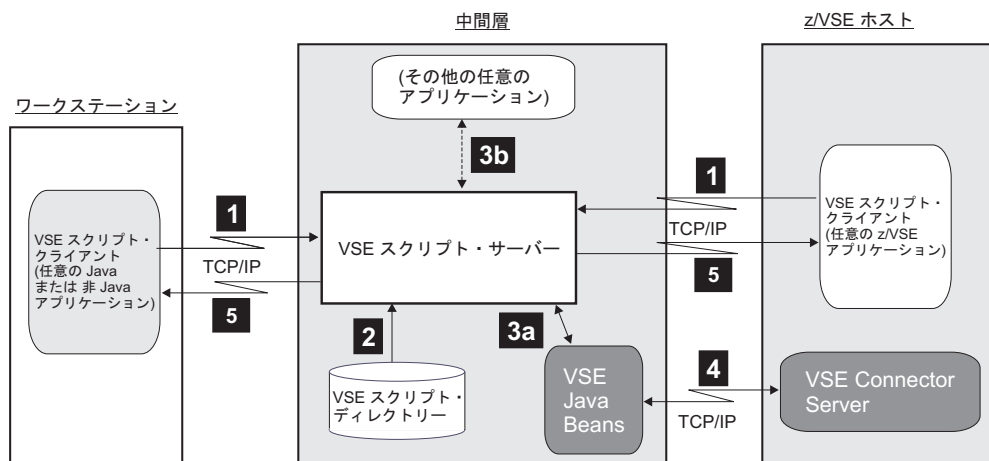 中間層
z/VSE ホスト
ワークステーション
(その他の任意の
アプリケーション)
3b
1
VSE スクリプト・
クライアント
(任意の Java
または 非 Java
アプリケーション)
TCP/IP
5
VSE スクリプト・サーバー
1
TCP/IP
5
VSE スクリプト・
クライアント
(任意の z/VSE
アプリケーション)
2
3a
VSE スクリプト・
ディレクトリー
VSE
Java
Beans
4
TCP/IP
VSE Connector
Server